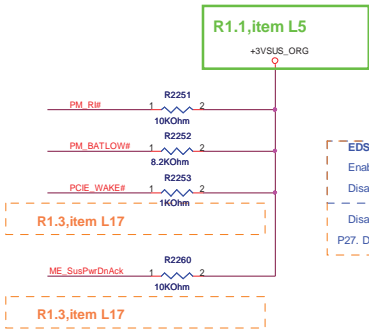 R1.1,item L5
+3VSUS_ORG
R2251
PM_RI# 1 2
10KOhm
R2252
PM_BATLOW# 1 2
8.2KOhm
R2253
PCIE_WAKE# 1 2
1KOhm
R1.3,item L17
R2260
ME_SusPwrDnAck 1 2
10KOhm
R1.3,item L17
EDS
Enab
Disa
Disa
P27. D